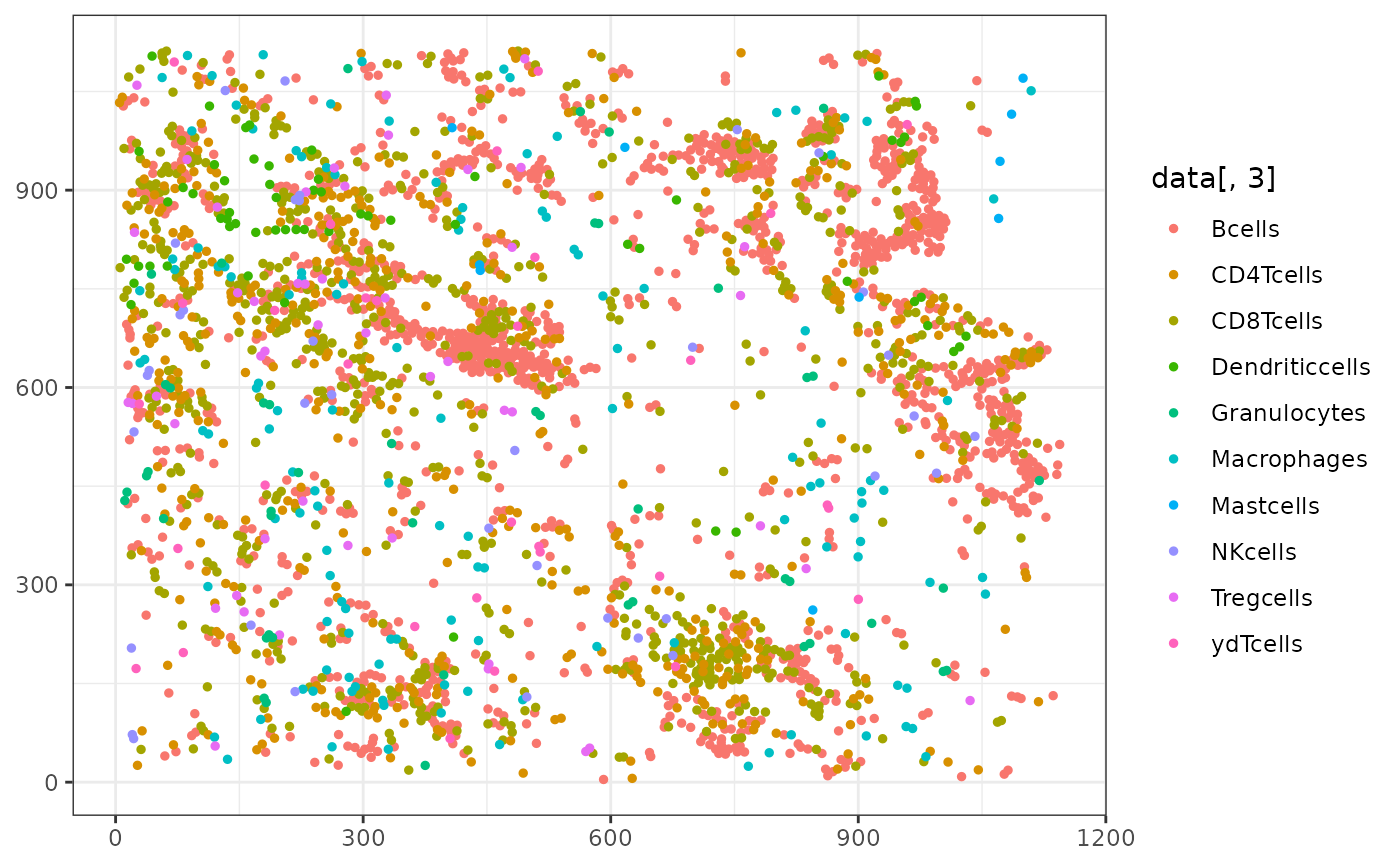 900
600
300
0
0 300 600 900 1200
data[, 3]
Bcells
CD4Tcells
CD8Tcells
Dendriticcells
Granulocytes
Macrophages
Mastcells
NKcells
Tregcells
ydTcells